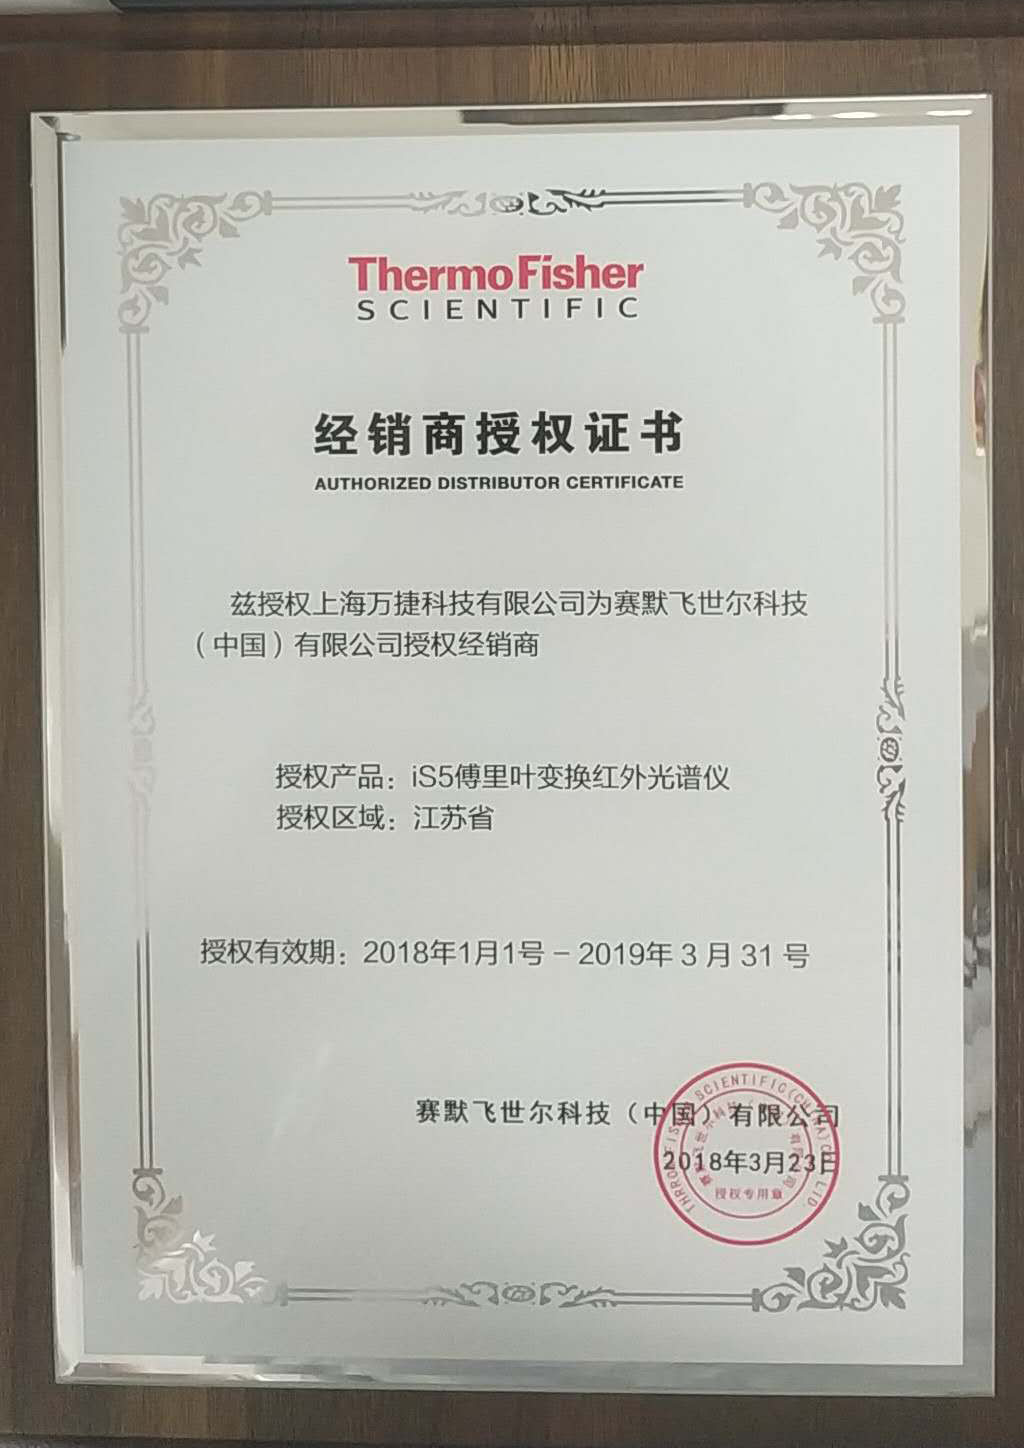 ThermoFisher
SCIENTIFIC
经销商授权证书
AUTHORIZED DISTRIBUTOR CERTIFICATE
兹授权上海万捷科技有限公司为赛默飞世尔科技
（中国）有限公司授权经销商
授权产品：iS5傅里叶变换红外光谱仪
授权区域：江苏省
授权有效期：2018年1月1号 – 2019年 3 月 31 号
赛默飞世尔科技（中国）有限公司
2018年3月23日
授权专用章